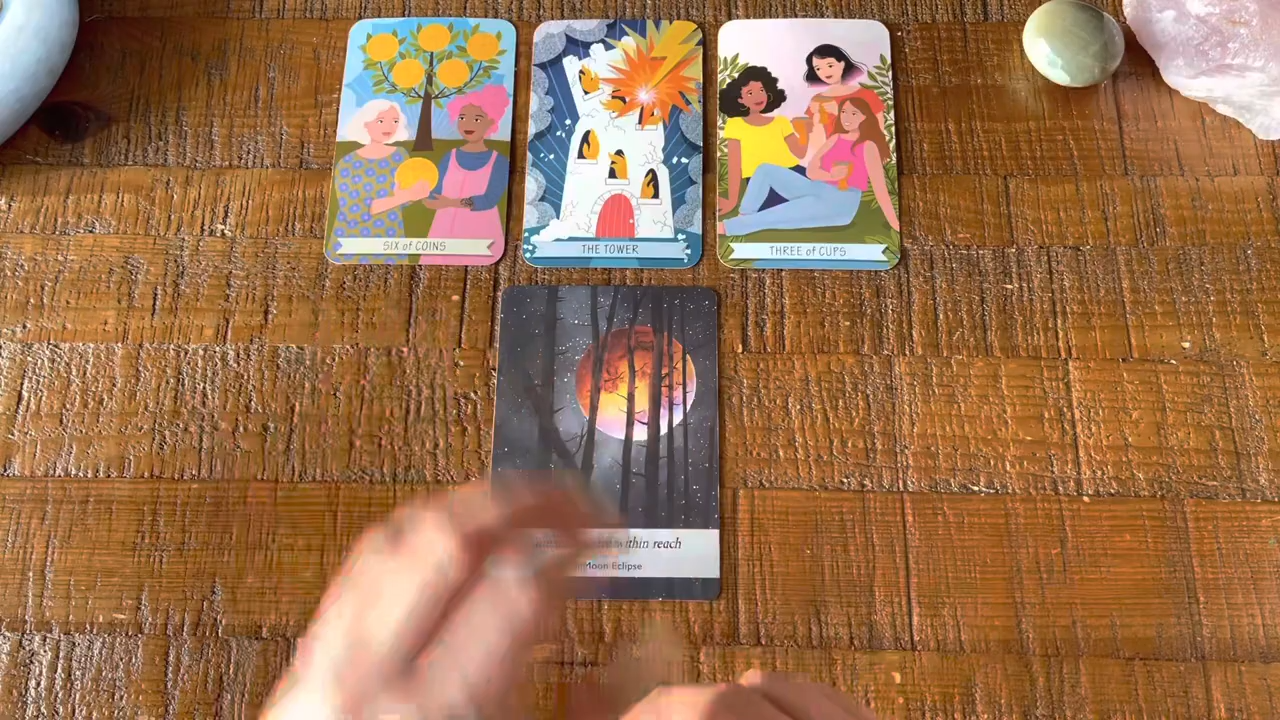 SIX of COINS
THE TOWER
THREE of CUPS
within reach
Moon Eclipse